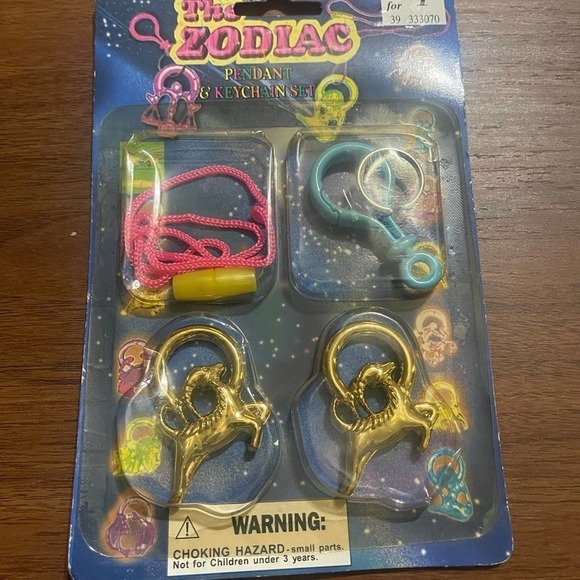 The
ZODIAC
PENDANT
& KEYCHAIN SET
for 1
39 333070
WARNING:
CHOKING HAZARD - small parts.
Not for Children under 3 years.